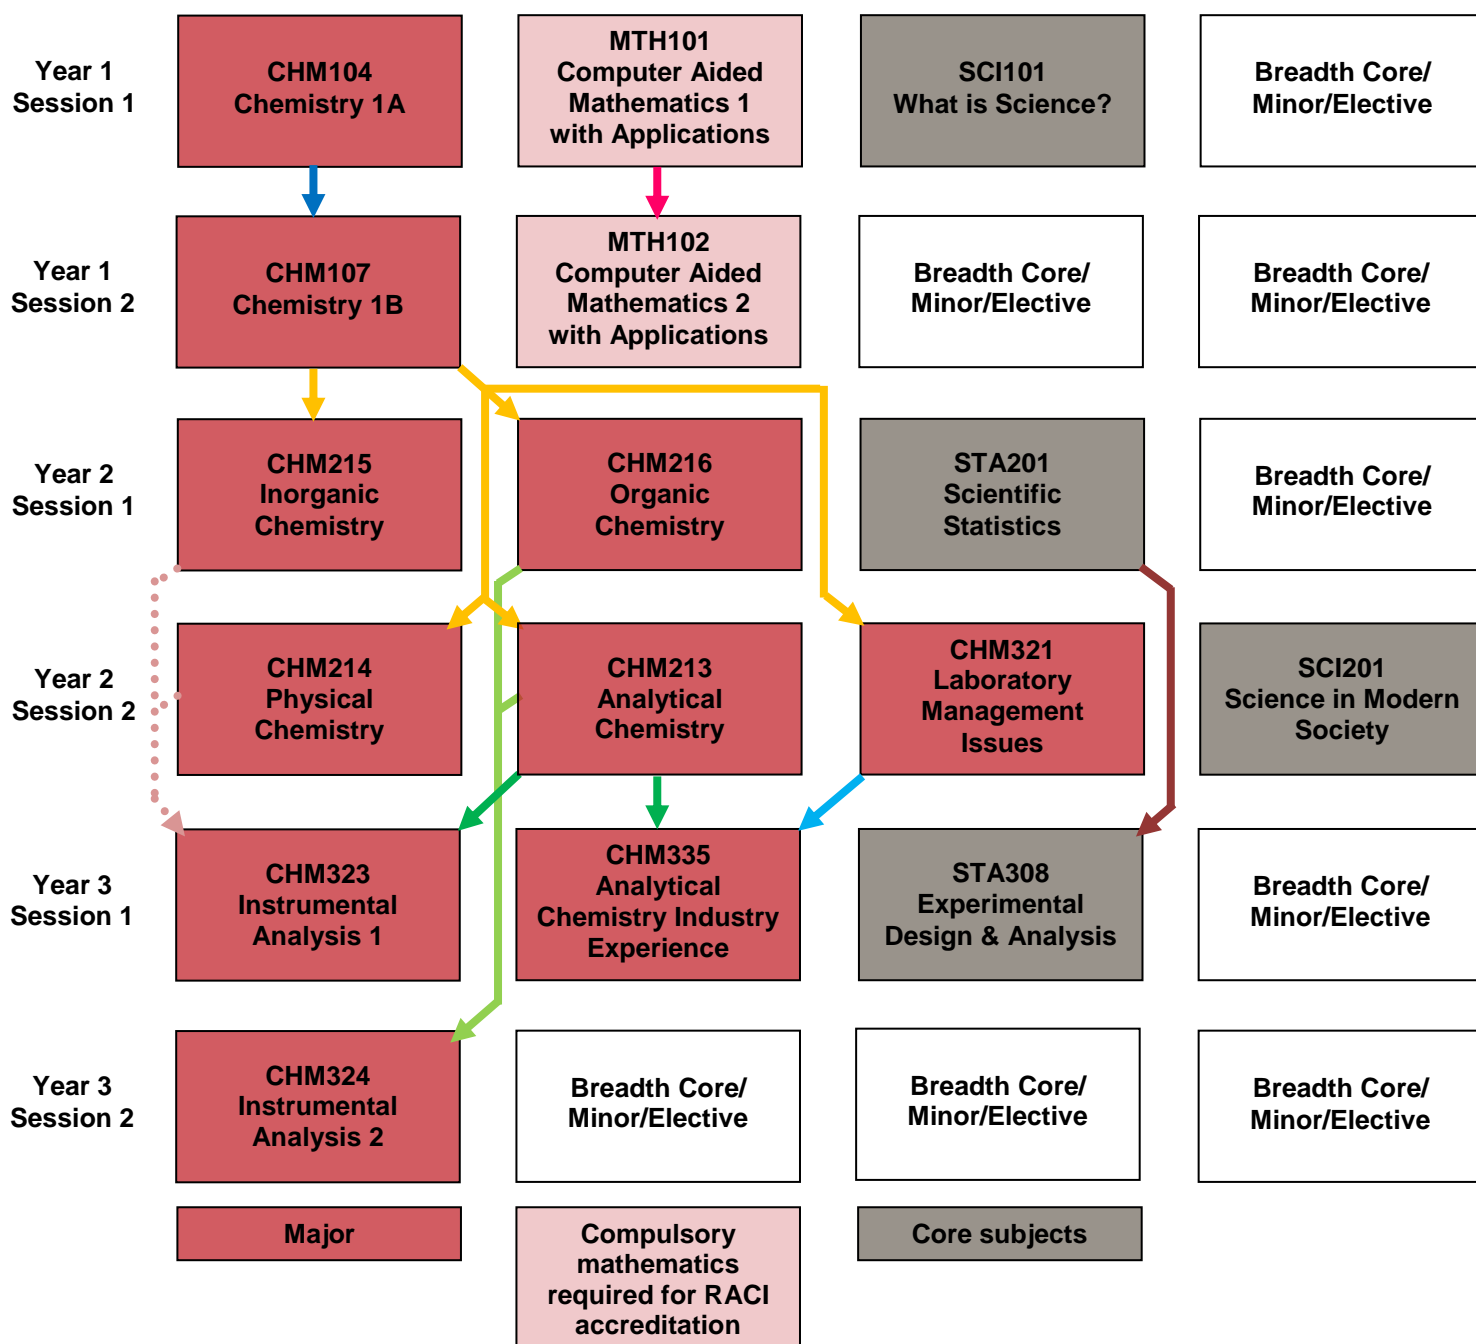 Year 1
Session 1
CHM104
Chemistry 1A
MTH101
Computer Aided
Mathematics 1
with Applications
SCI101
What is Science?
Breadth Core/
Minor/Elective
Year 1
Session 2
CHM107
Chemistry 1B
MTH102
Computer Aided
Mathematics 2
with Applications
Breadth Core/
Minor/Elective
Breadth Core/
Minor/Elective
Year 2
Session 1
CHM215
Inorganic
Chemistry
CHM216
Organic
Chemistry
STA201
Scientific
Statistics
Breadth Core/
Minor/Elective
Year 2
Session 2
CHM214
Physical
Chemistry
CHM213
Analytical
Chemistry
CHM321
Laboratory
Management
Issues
SCI201
Science in Modern
Society
Year 3
Session 1
CHM323
Instrumental
Analysis 1
CHM335
Analytical
Chemistry Industry
Experience
STA308
Experimental
Design & Analysis
Breadth Core/
Minor/Elective
Year 3
Session 2
CHM324
Instrumental
Analysis 2
Breadth Core/
Minor/Elective
Breadth Core/
Minor/Elective
Breadth Core/
Minor/Elective
Major
Compulsory
mathematics
required for RACI
accreditation
Core subjects